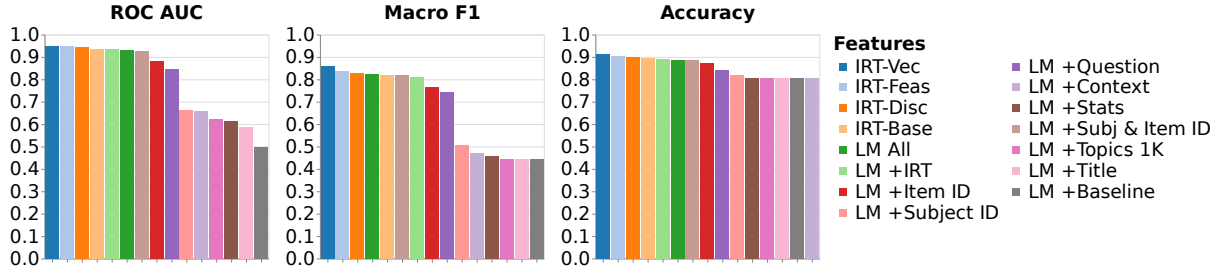 ROC AUC
1.0
0.9
0.8
0.7
0.6
0.5
0.4
0.3
0.2
0.1
0.0
Macro F1
1.0
0.9
0.8
0.7
0.6
0.5
0.4
0.3
0.2
0.1
0.0
Accuracy
1.0
0.9
0.8
0.7
0.6
0.5
0.4
0.3
0.2
0.1
0.0
Features
IRT-Vec
IRT-Feas
IRT-Disc
IRT-Base
LM All
LM +IRT
LM +Item ID
LM +Subject ID
LM +Question
LM +Context
LM +Stats
LM +Subj & Item ID
LM +Topics 1K
LM +Title
LM +Baseline